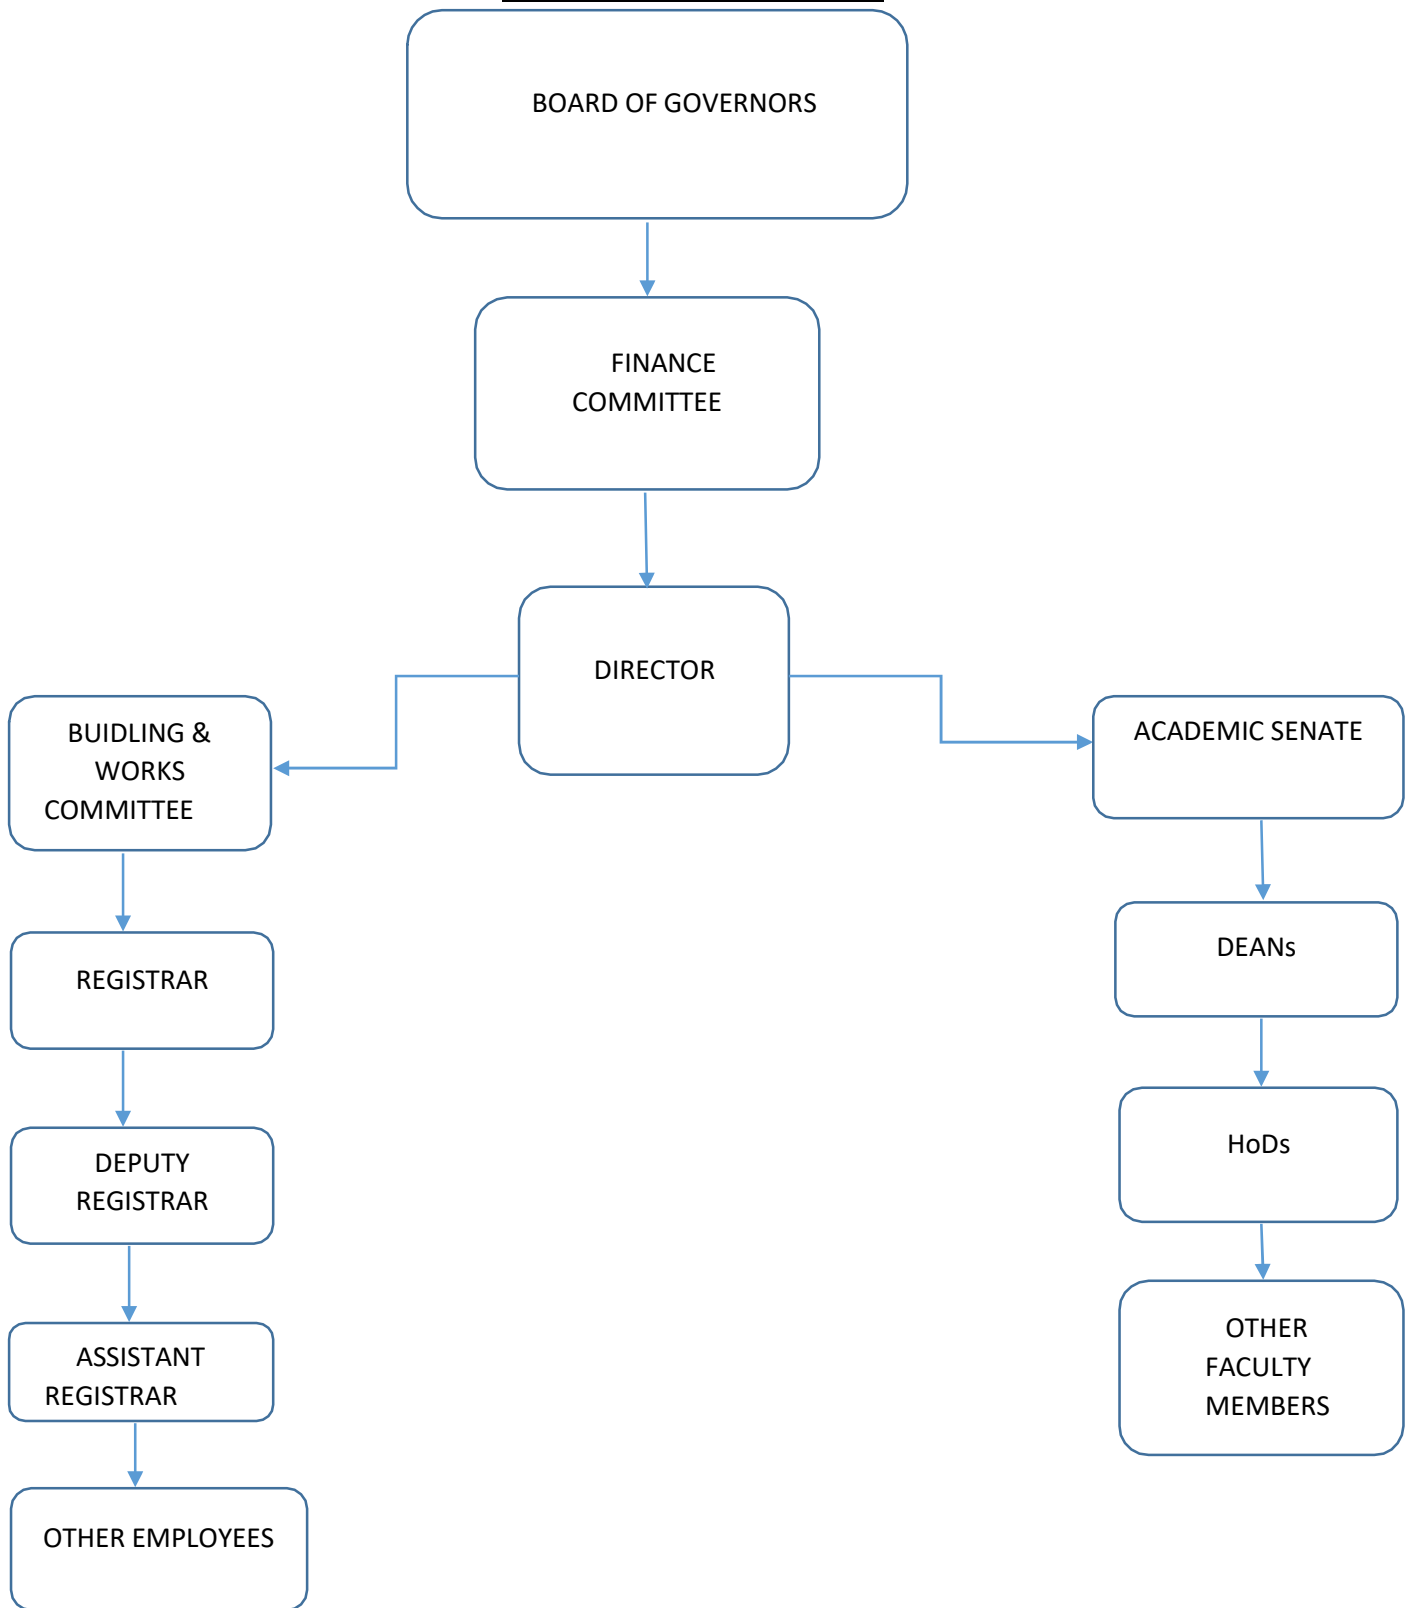 BOARD OF GOVERNORS
FINANCE
COMMITTEE
DIRECTOR
BUIDLING &
WORKS
COMMITTEE
ACADEMIC SENATE
REGISTRAR
DEANs
DEPUTY
REGISTRAR
HoDs
ASSISTANT
REGISTRAR
OTHER
FACULTY
MEMBERS
OTHER EMPLOYEES